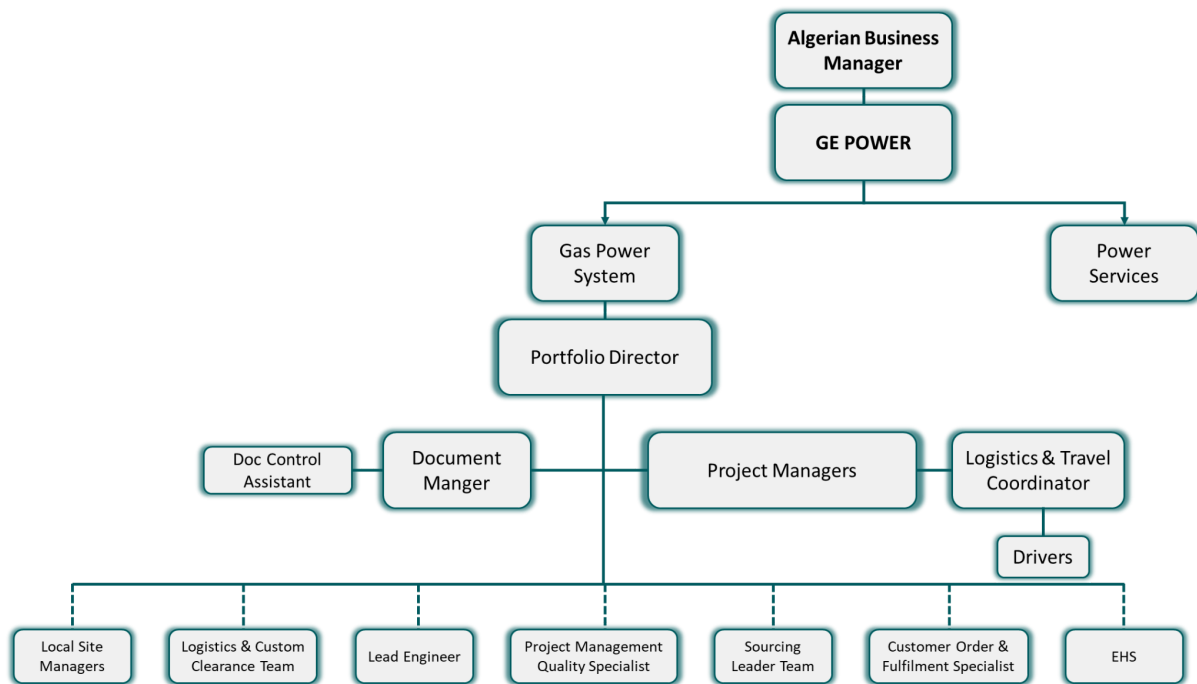 Algerian Business
Manager
GE POWER
Gas Power
System
Power
Services
Portfolio Director
Doc Control
Assistant
Document
Manger
Project Managers
Logistics & Travel
Coordinator
Drivers
Local Site
Managers
Logistics & Custom
Clearance Team
Lead Engineer
Project Management
Quality Specialist
Sourcing
Leader Team
Customer Order &
Fulfilment Specialist
EHS